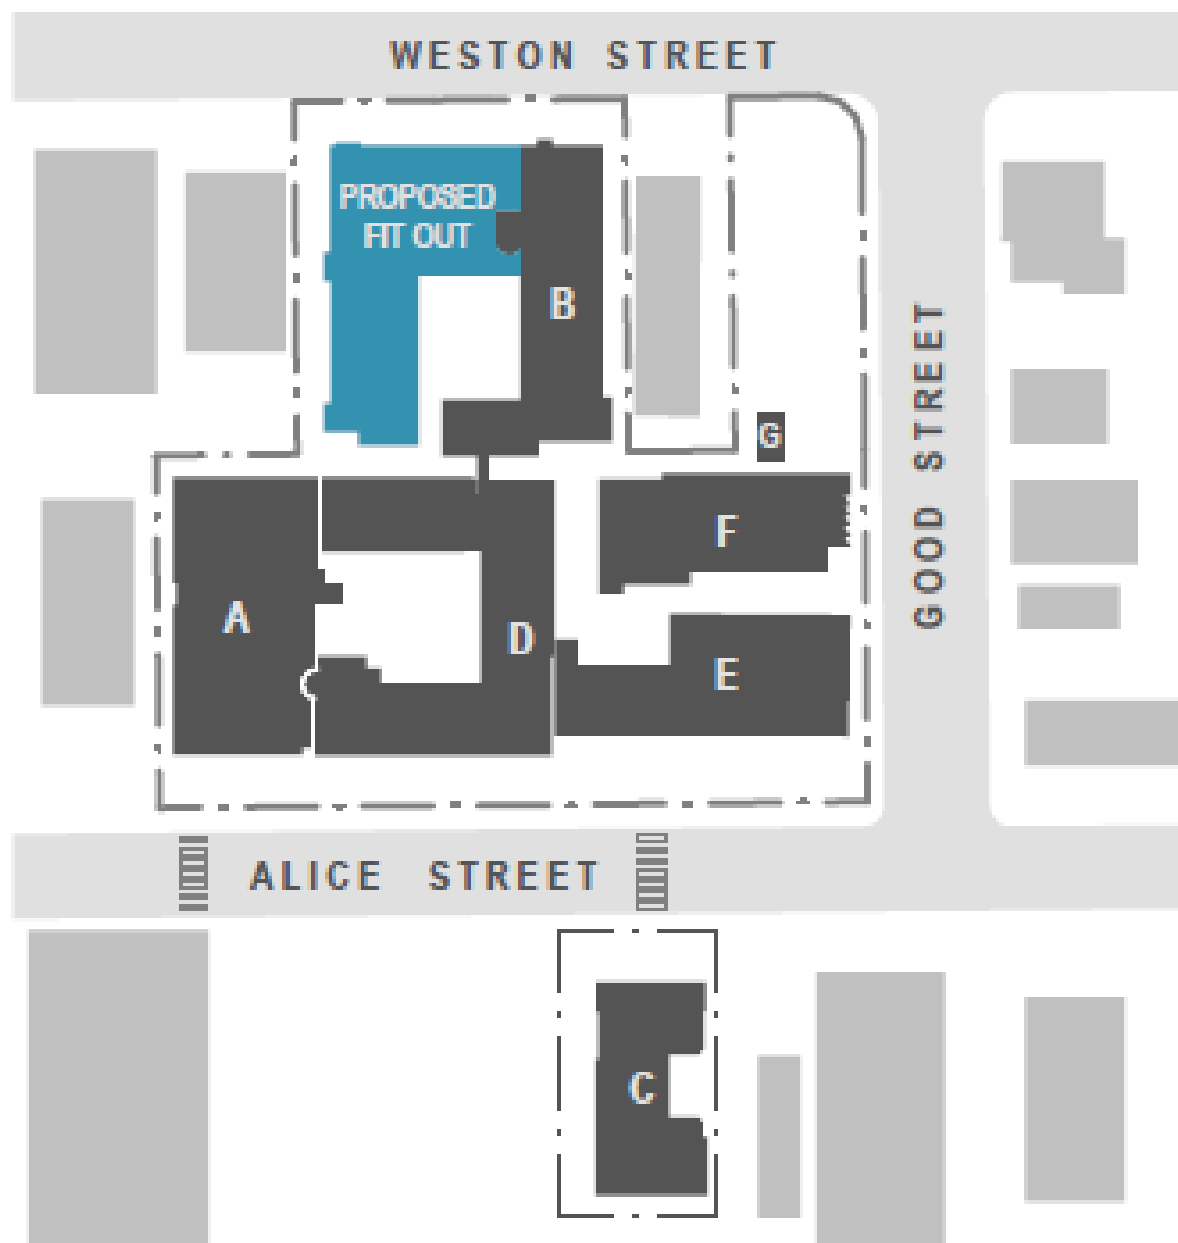 WESTON STREET
PROPOSED
FIT OUT
B
G
GOOD STREET
F
A
D
E
ALICE STREET
C